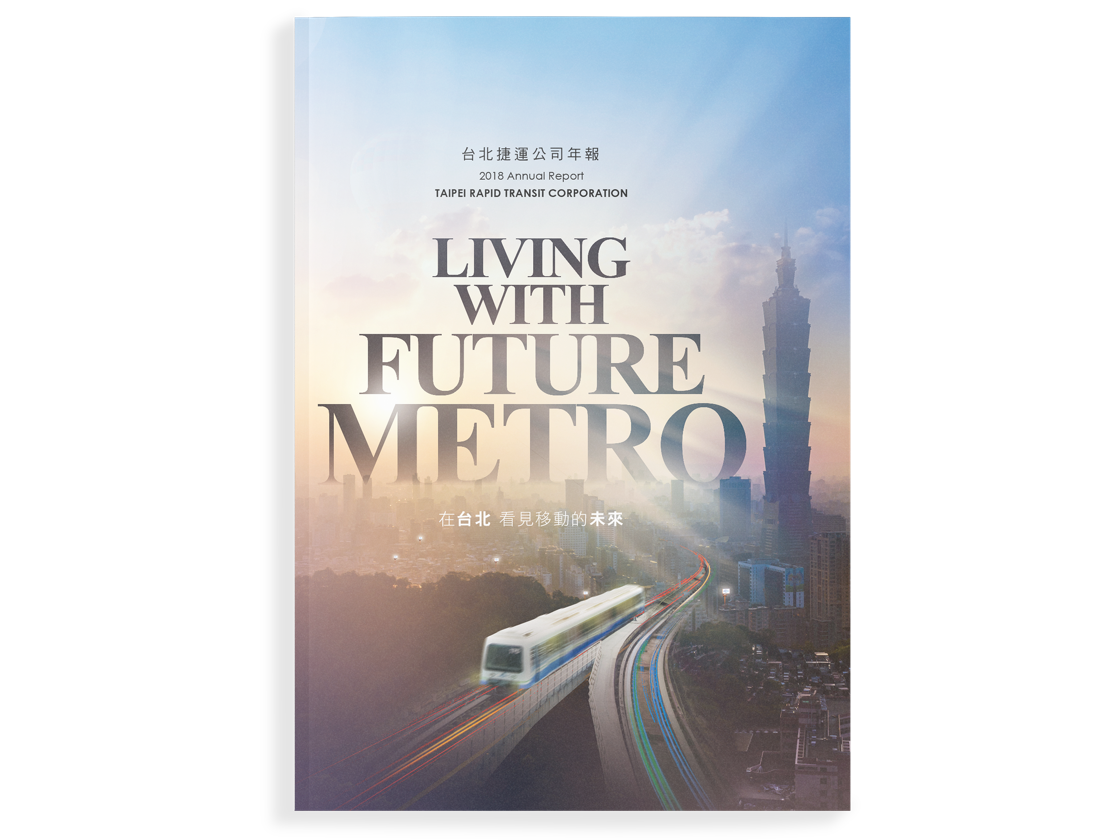 台北捷運公司年報
2018 Annual Report
TAIPEI RAPID TRANSIT CORPORATION
LIVING
WITH
FUTURE
METRO
在台北 看見移動的未來